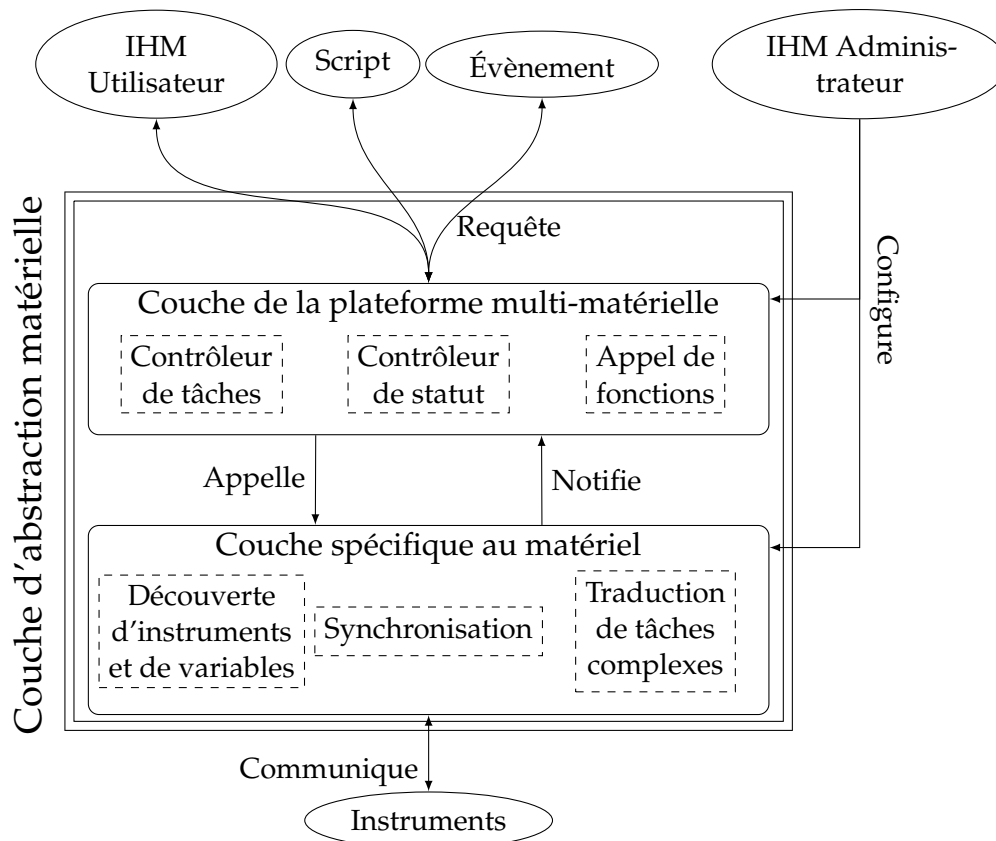 IHM
Utilisateur
Script
Évènement
IHM Adminis-
trateur
Couche d'abstraction matérielle
Requête
Configure
Couche de la plateforme multi-matérielle
Contrôleur
de tâches
Contrôleur
de statut
Appel de
fonctions
Appelle
Notifie
Couche spécifique au matériel
Découverte
d'instruments
et de variables
Synchronisation
Traduction
de tâches
complexes
Communique
Instruments